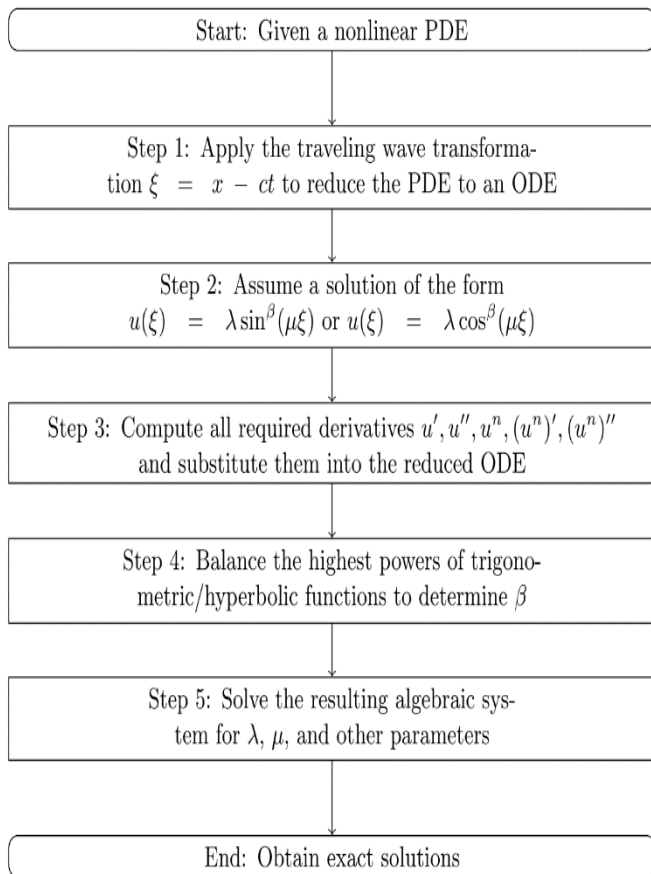 Start: Given a nonlinear PDE
Step 1: Apply the traveling wave transforma-
tion ξ = x − ct to reduce the PDE to an ODE
Step 2: Assume a solution of the form
u(ξ) = λ sin^β(μξ) or u(ξ) = λ cos^β(μξ)
Step 3: Compute all required derivatives u′, u″, uⁿ, (uⁿ)′, (uⁿ)″
and substitute them into the reduced ODE
Step 4: Balance the highest powers of trigono-
metric/hyperbolic functions to determine β
Step 5: Solve the resulting algebraic sys-
tem for λ, μ, and other parameters
End: Obtain exact solutions